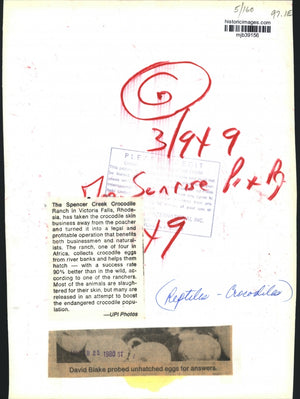 5/160
97.1E
historicimages.com
mjb39156
G
3/9x9
PLEASE
Sunrise
x9
The Spencer Creek Crocodile
Ranch in Victoria Falls, Rhode-
sia, has taken the crocodile skin
business away from the poacher
and turned it into a legal and
profitable operation that benefits
both businessmen and natural-
ists. The ranch, one of four in
Africa, collects crocodile eggs
from river banks and helps them
hatch — with a success rate
90% better than in the wild, ac-
cording to one of the ranchers.
Most of the animals are slaugh-
tered for their skin, but many are
released in an attempt to boost
the endangered crocodile popu-
lation.
—UPI Photos
(Reptiles - Crocodiles)
1980
David Blake probed unhatched eggs for answers.